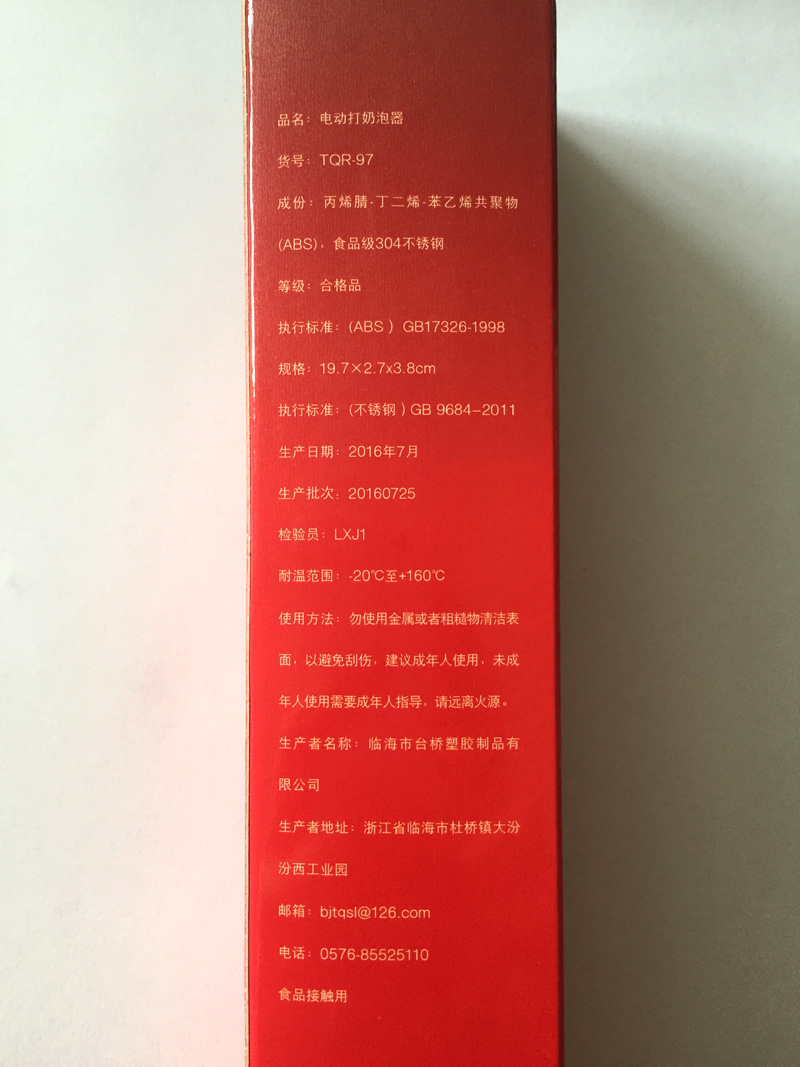 品名：电动打奶泡器
货号：TQR-97
成份：丙烯腈-丁二烯-苯乙烯共聚物
(ABS)，食品级304不锈钢
等级：合格品
执行标准：(ABS ）GB17326-1998
规格：19.7×2.7x3.8cm
执行标准：(不锈钢 ) GB 9684–2011
生产日期：2016年7月
生产批次：20160725
检验员：LXJ1
耐温范围：-20℃至+160℃
使用方法：勿使用金属或者粗糙物清洁表
面，以避免刮伤，建议成年人使用，未成
年人使用需要成年人指导，请远离火源。
生产者名称：临海市台桥塑胶制品有
限公司
生产者地址：浙江省临海市杜桥镇大汾
汾西工业园
邮箱：bjtqsl@126.com
电话：0576-85525110
食品接触用